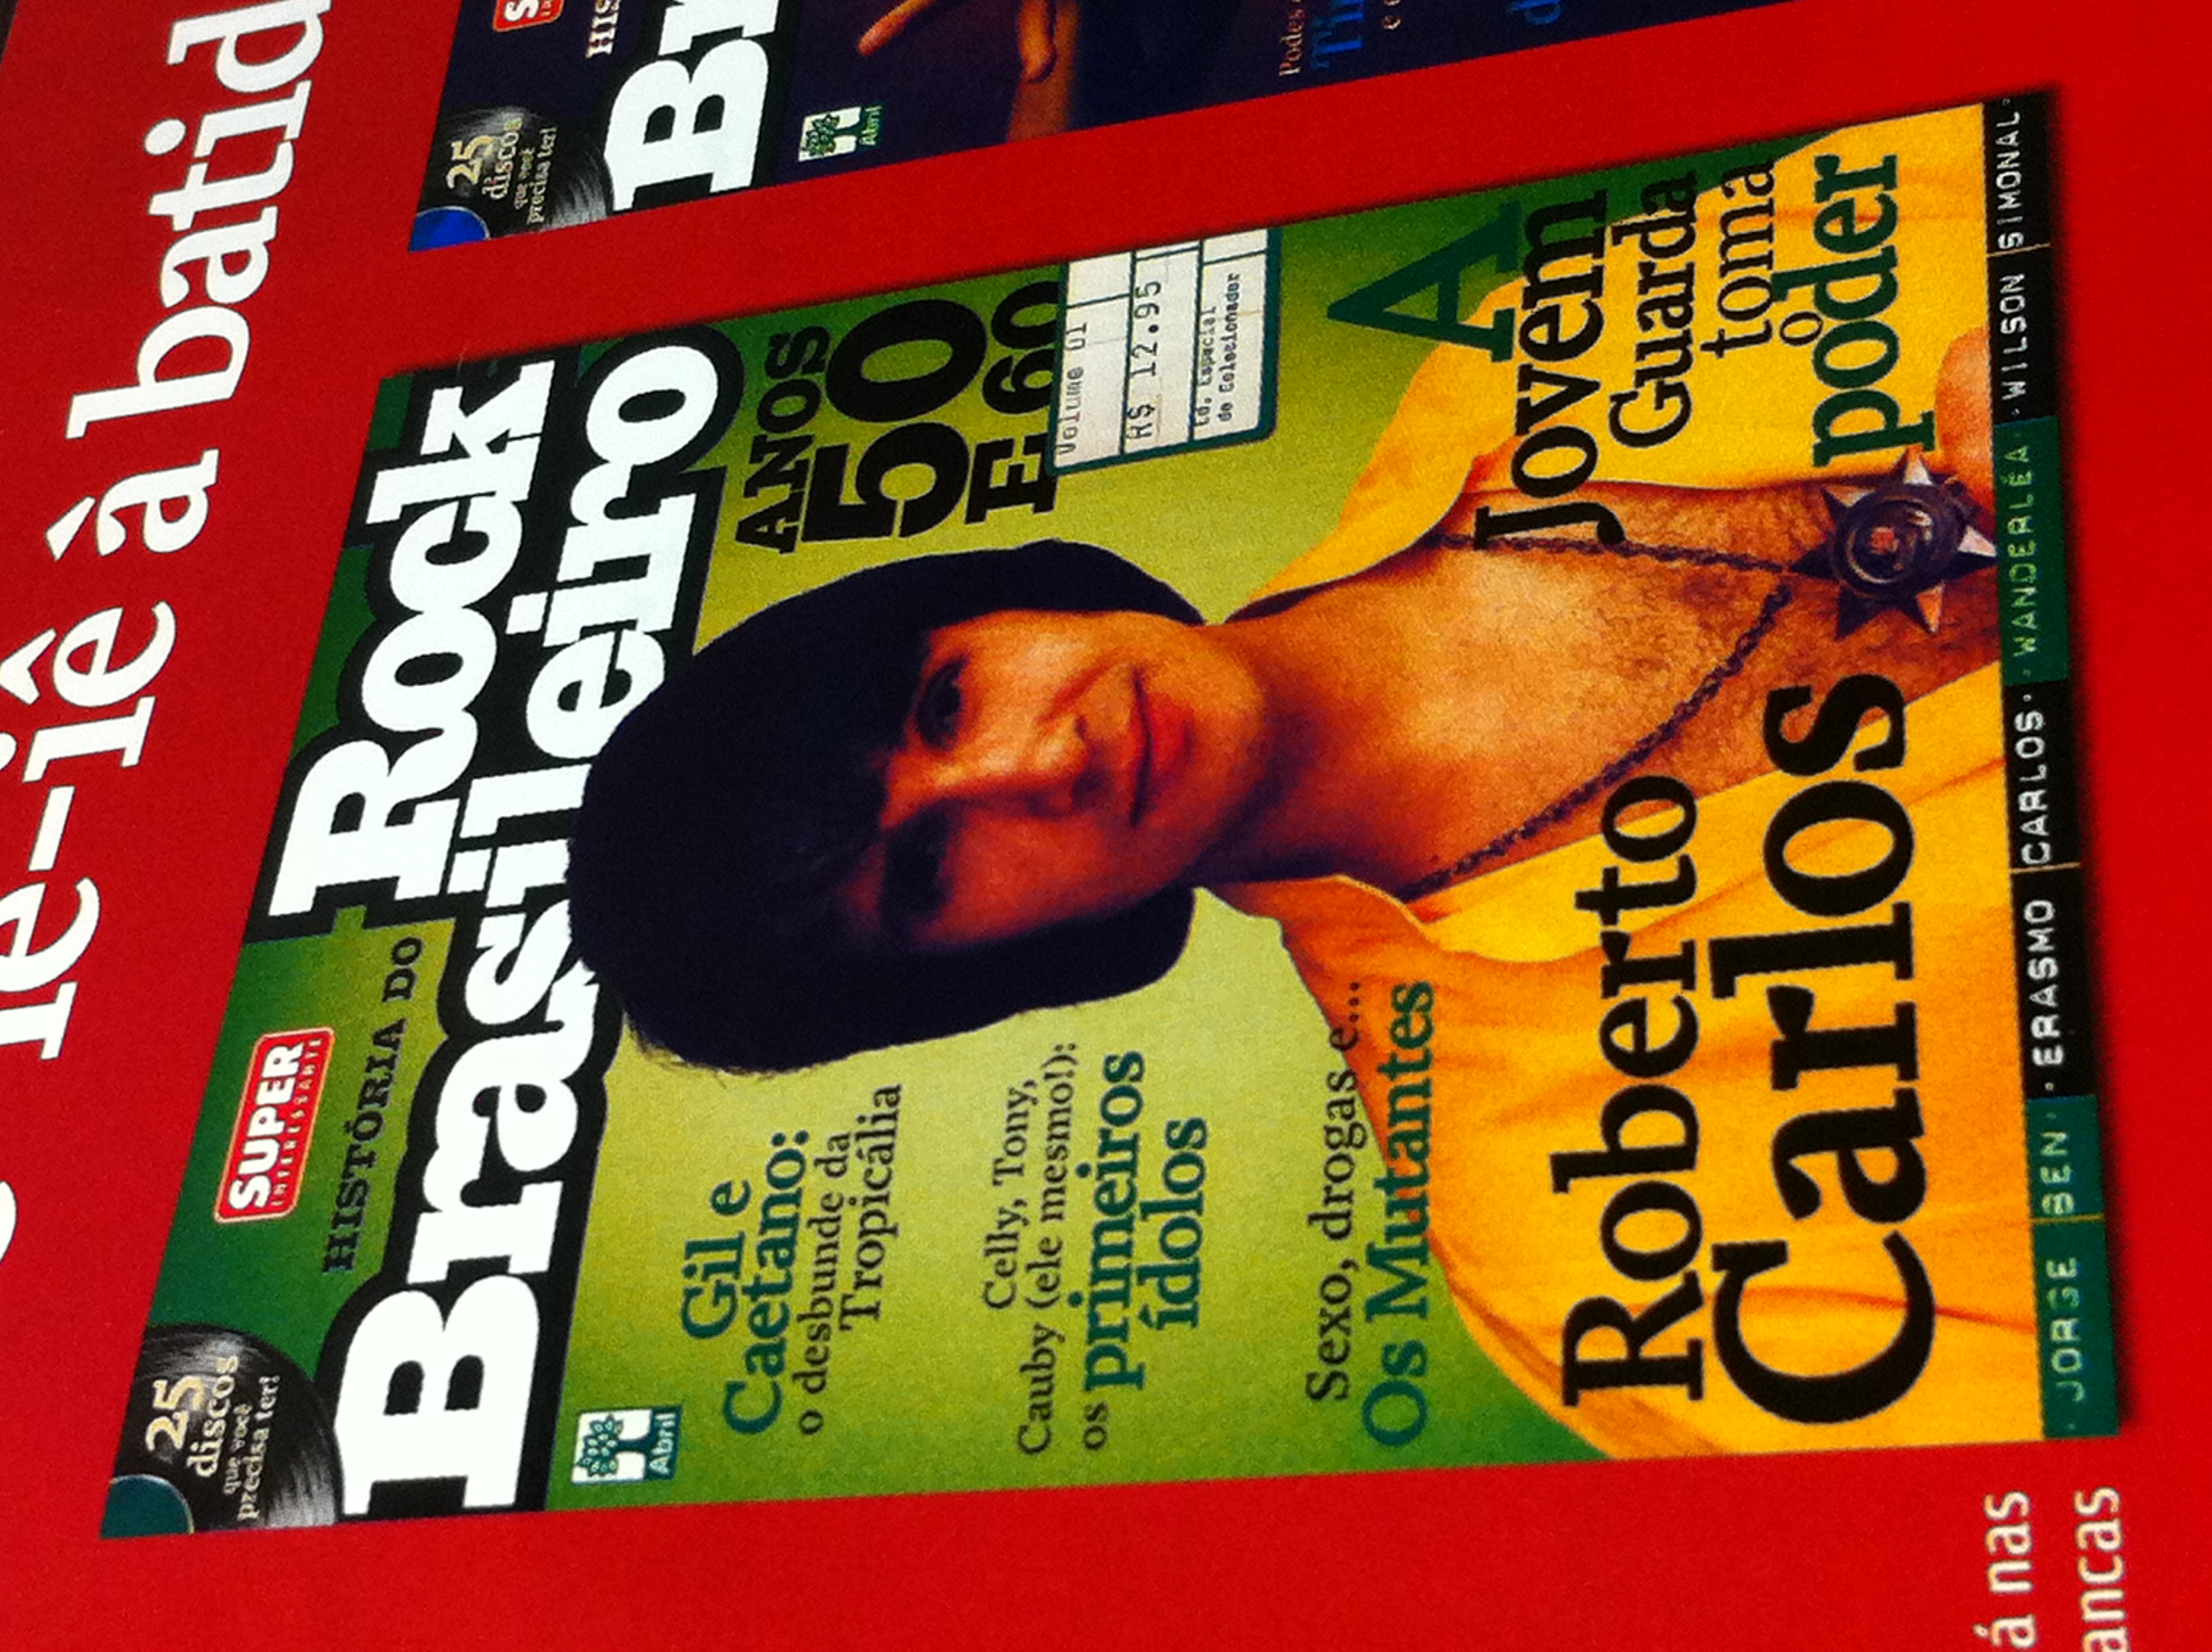 Iê-iê à batid
25
discos
que você
precisa ter!
SUPER
INTERESSANTE
HISTÓRIA DO
Rock
Brasileiro
Abril
ANOS
50
E 60
Volume 01
R$ 12.95
Ed. Especial
de Colecionador
Gil e
Caetano:
o desbunde da
Tropicália
Celly, Tony,
Cauby (ele mesmo!):
os primeiros
ídolos
Sexo, drogas e...
Os Mutantes
A
Jovem
Guarda
toma
o
poder
Roberto
Carlos
· JORGE BEN · ERASMO CARLOS · WANDERLÉA · WILSON SIMONAL ·
á nas
ancas
25
discos
que você
precisa ter!
HIS
Br
Abril